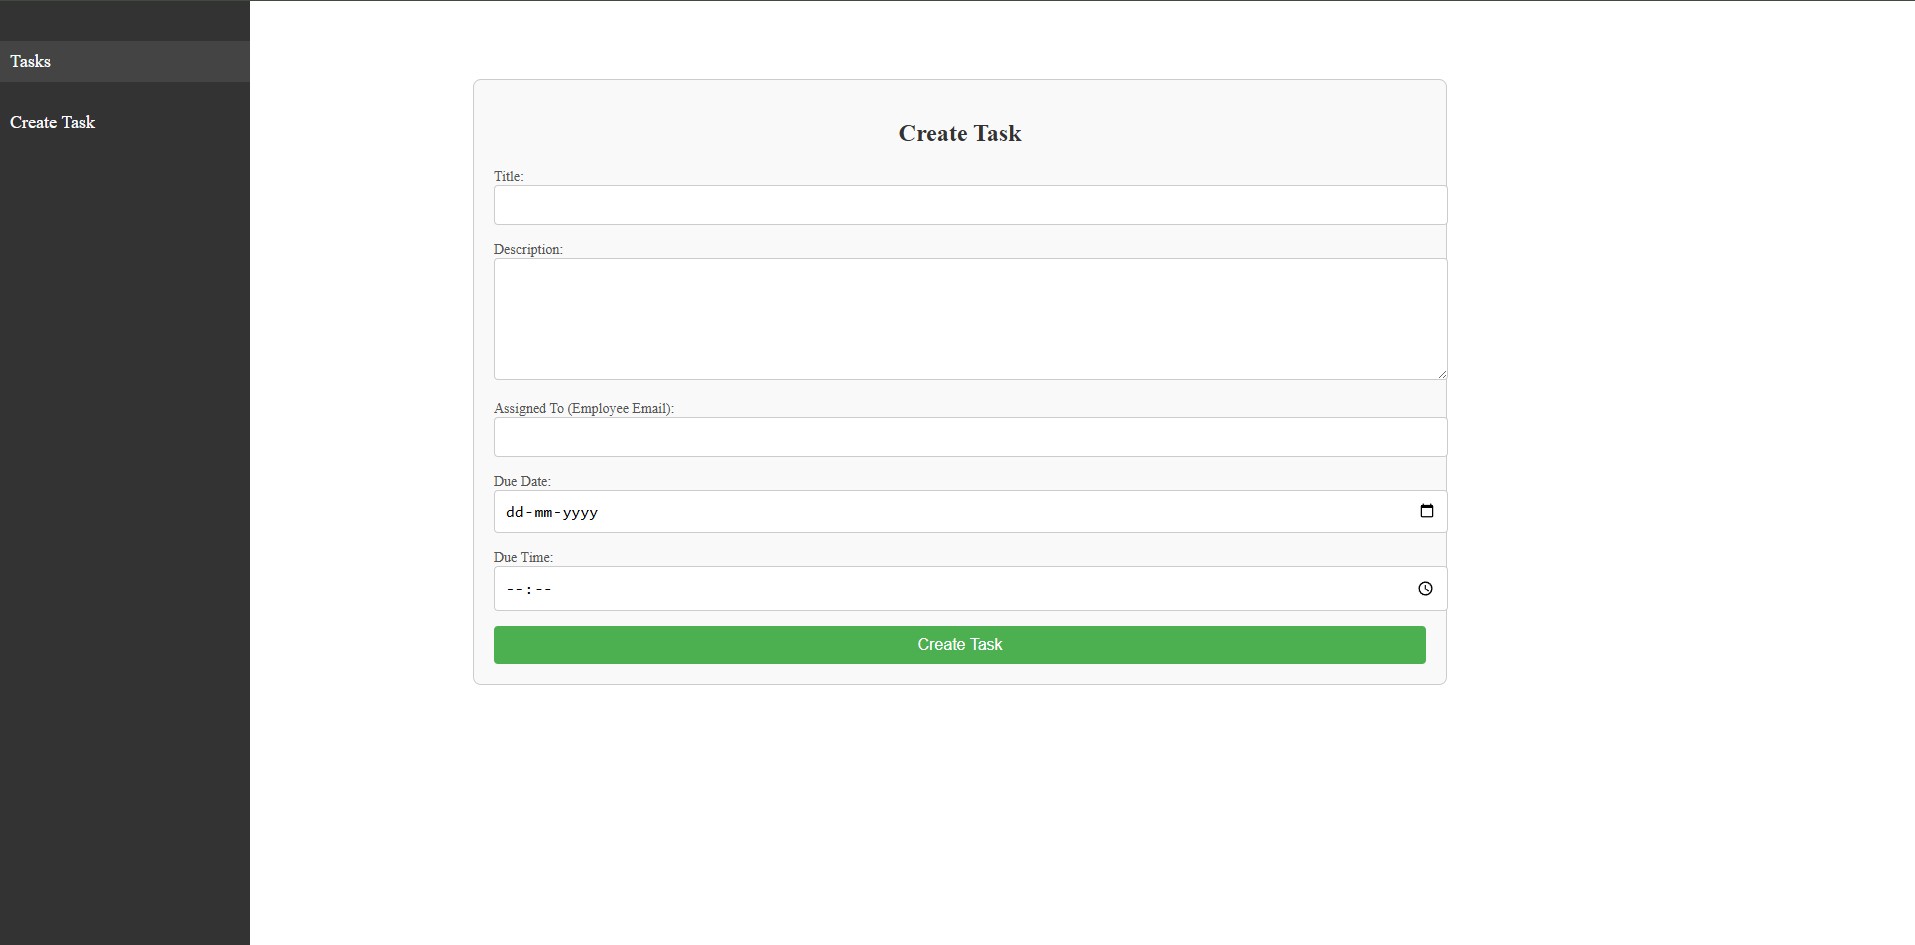 Tasks
Create Task
Create Task
Title:
Description:
Assigned To (Employee Email):
Due Date:
dd-mm-yyyy
Due Time:
--:--
Create Task